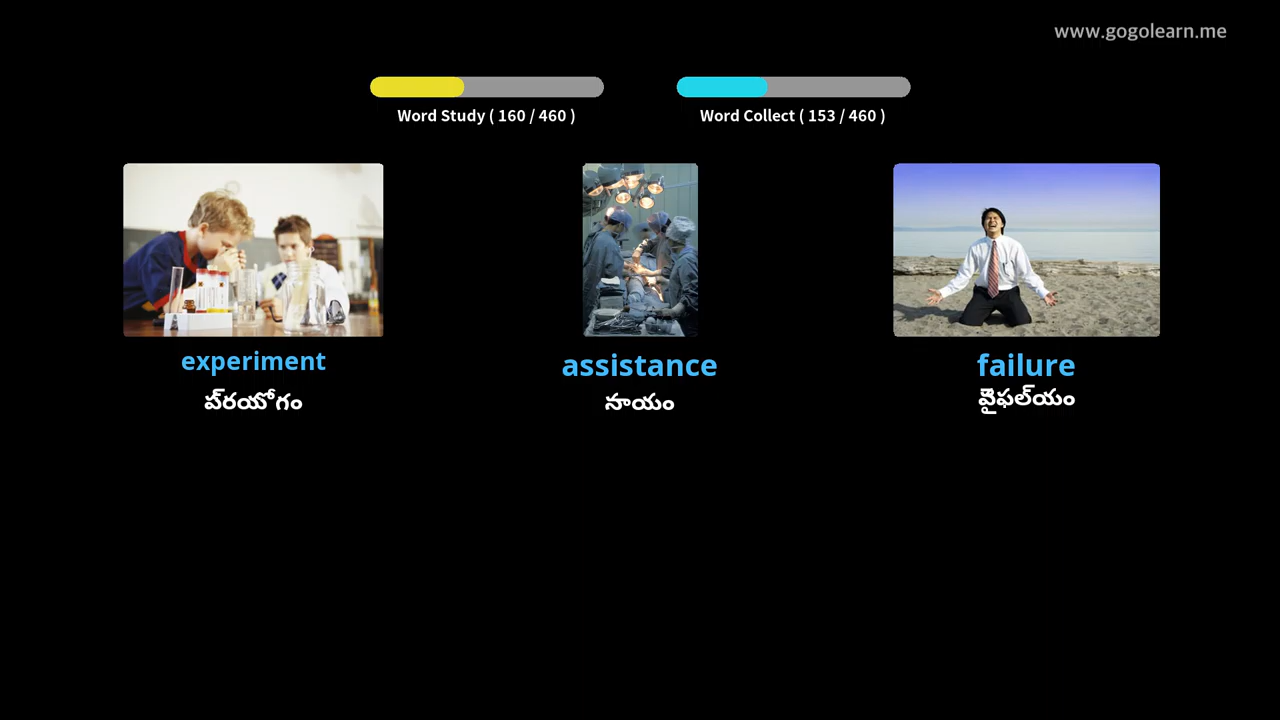 www.gogolearn.me
Word Study ( 160 / 460 )
Word Collect ( 153 / 460 )
experiment
ప్రయోగం
assistance
సాయం
failure
వైఫల్యం